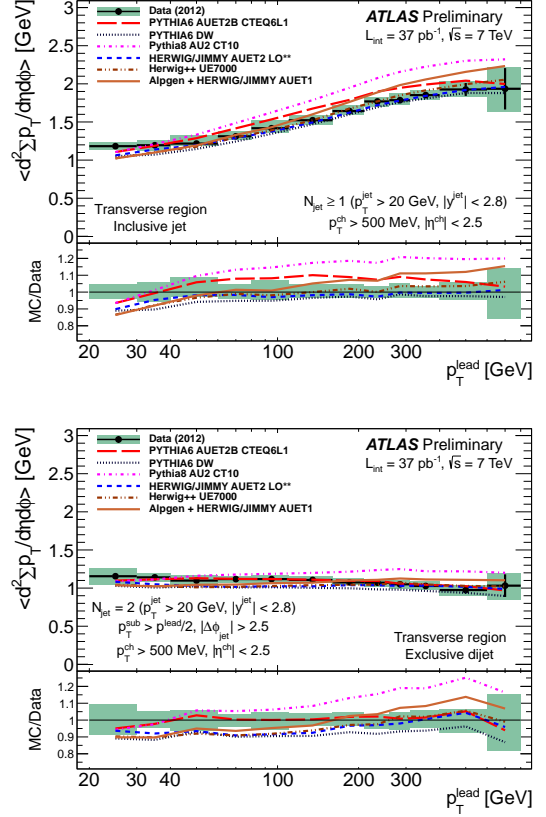 <d²Σp_T/dηdϕ> [GeV]
3
2.5
2
1.5
1
0.5
0
Data (2012)
PYTHIA6 AUET2B CTEQ6L1
PYTHIA6 DW
Pythia8 AU2 CT10
HERWIG/JIMMY AUET2 LO**
Herwig++ UE7000
Alpgen + HERWIG/JIMMY AUET1
ATLAS Preliminary
L_int = 37 pb⁻¹, √s = 7 TeV
N_jet ≥ 1 (p_T^jet > 20 GeV, |y^jet| < 2.8)
p_T^ch > 500 MeV, |η^ch| < 2.5
Transverse region
Inclusive jet
MC/Data
1.2
1.1
1.0
0.9
20 30 40 100 200 300
p_T^lead [GeV]
<d²Σp_T/dηdϕ> [GeV]
3
2.5
2
1.5
1
0.5
0
Data (2012)
PYTHIA6 AUET2B CTEQ6L1
PYTHIA6 DW
Pythia8 AU2 CT10
HERWIG/JIMMY AUET2 LO**
Herwig++ UE7000
Alpgen + HERWIG/JIMMY AUET1
ATLAS Preliminary
L_int = 37 pb⁻¹, √s = 7 TeV
N_jet = 2 (p_T^jet > 20 GeV, |y^jet| < 2.8)
p_T^sub > p_T^lead/2, |Δϕ_jet| > 2.5
p_T^ch > 500 MeV, |η^ch| < 2.5
Transverse region
Exclusive dijet
MC/Data
1.2
1.1
1.0
0.9
20 30 40 100 200 300
p_T^lead [GeV]